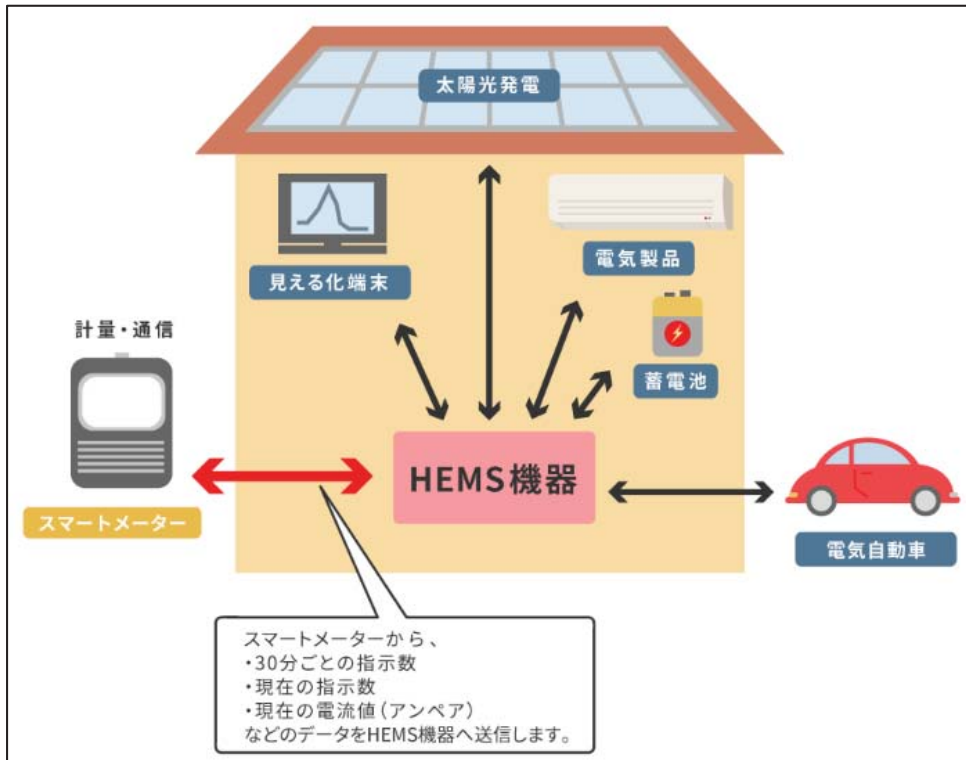 太陽光発電
見える化端末
電気製品
蓄電池
計量・通信
スマートメーター
HEMS機器
電気自動車
スマートメーターから、
・30分ごとの指示数
・現在の指示数
・現在の電流値（アンペア）
などのデータをHEMS機器へ送信します。